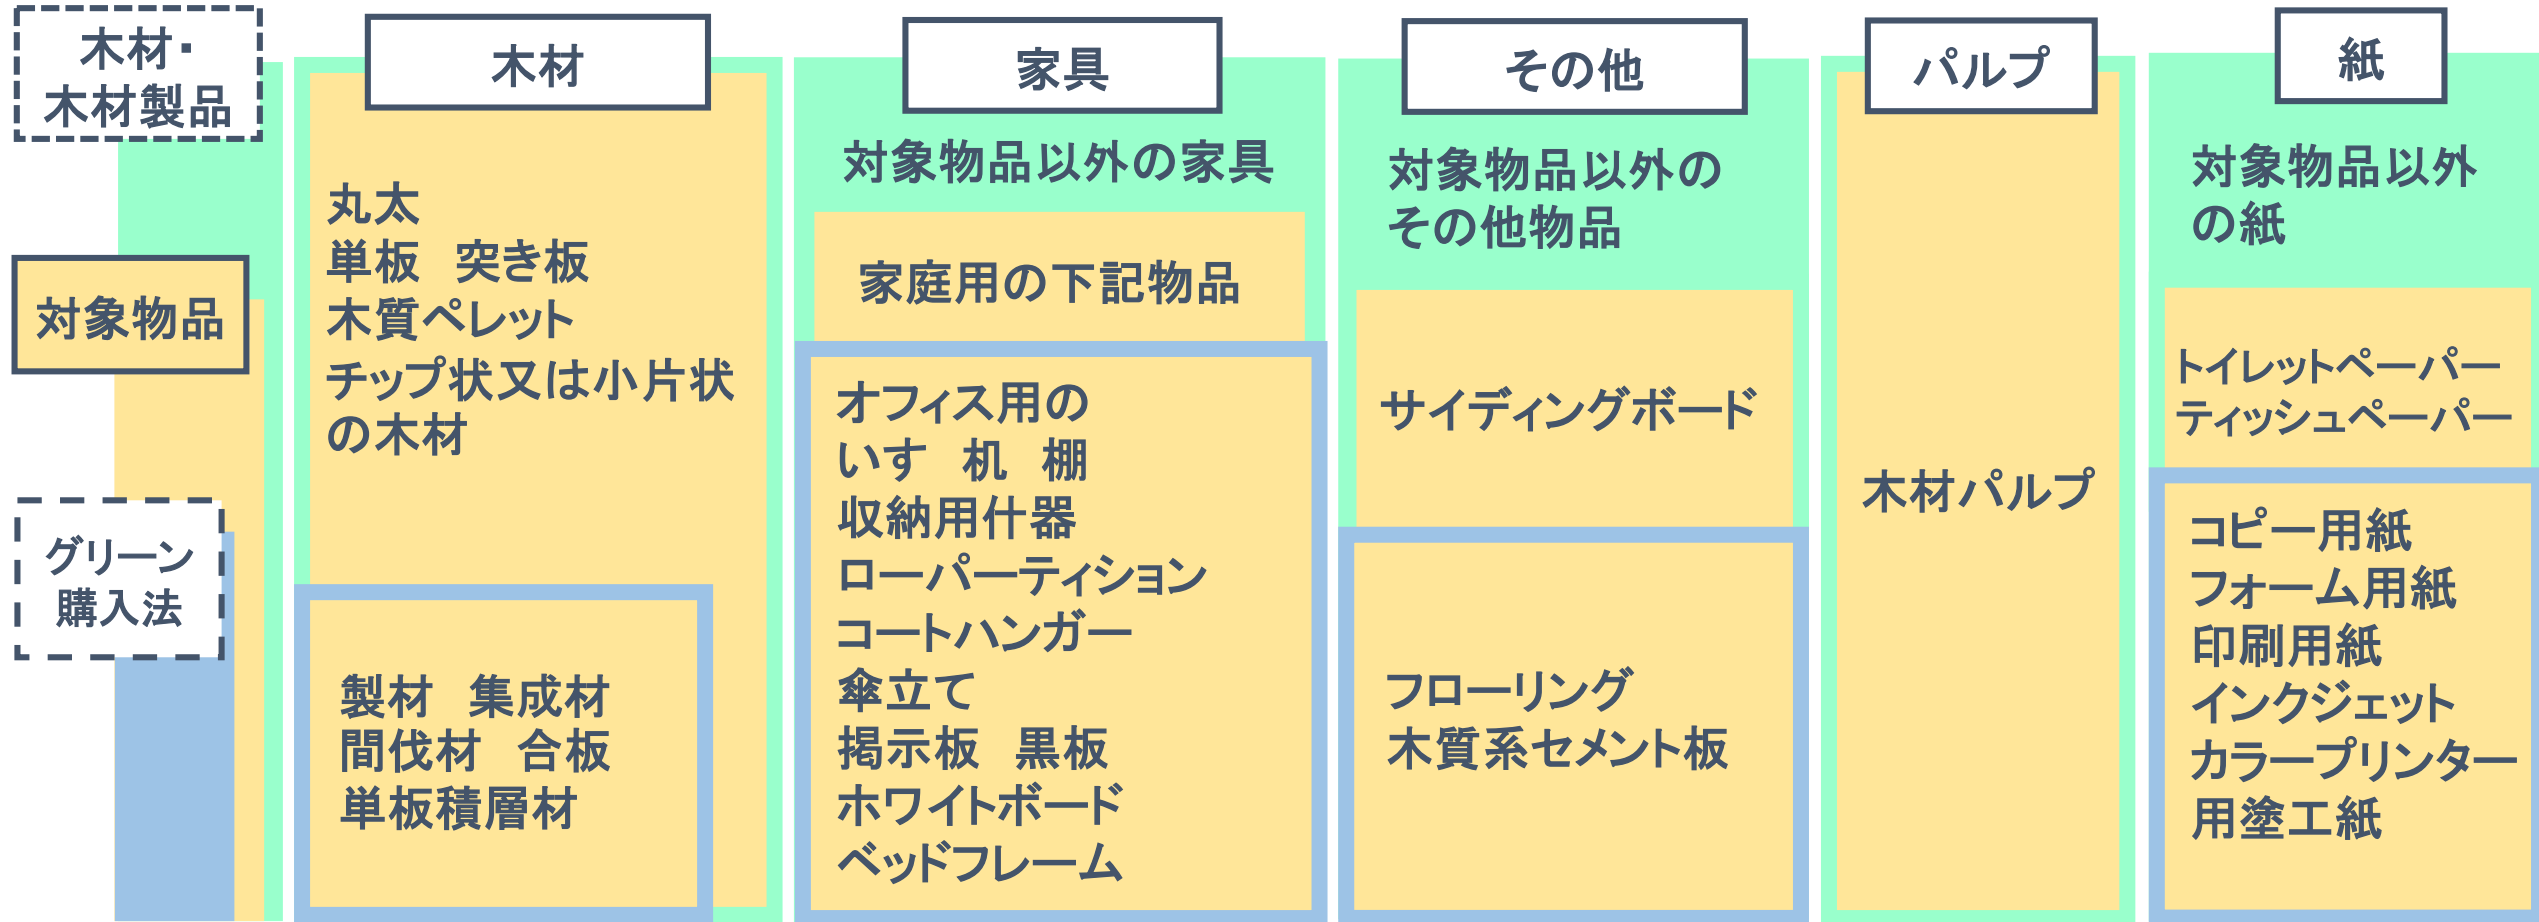 木材・
木材製品
対象物品
グリーン
購入法
木材
丸太
単板　突き板
木質ペレット
チップ状又は小片状
の木材
製材　集成材
間伐材　合板
単板積層材
家具
対象物品以外の家具
家庭用の下記物品
オフィス用の
いす　机　棚
収納用什器
ローパーティション
コートハンガー
傘立て
掲示板　黒板
ホワイトボード
ベッドフレーム
その他
対象物品以外の
その他物品
サイディングボード
フローリング
木質系セメント板
パルプ
木材パルプ
紙
対象物品以外
の紙
トイレットペーパー
ティッシュペーパー
コピー用紙
フォーム用紙
印刷用紙
インクジェット
カラープリンター
用塗工紙